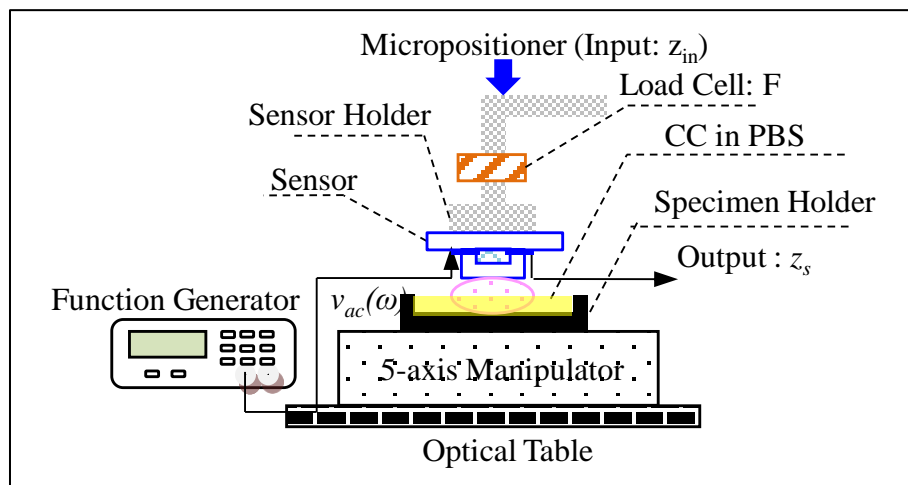 Micropositioner (Input: z_in)
Load Cell: F
Sensor Holder
CC in PBS
Sensor
Specimen Holder
Output : z_s
Function Generator
v_ac(ω)
5-axis Manipulator
Optical Table